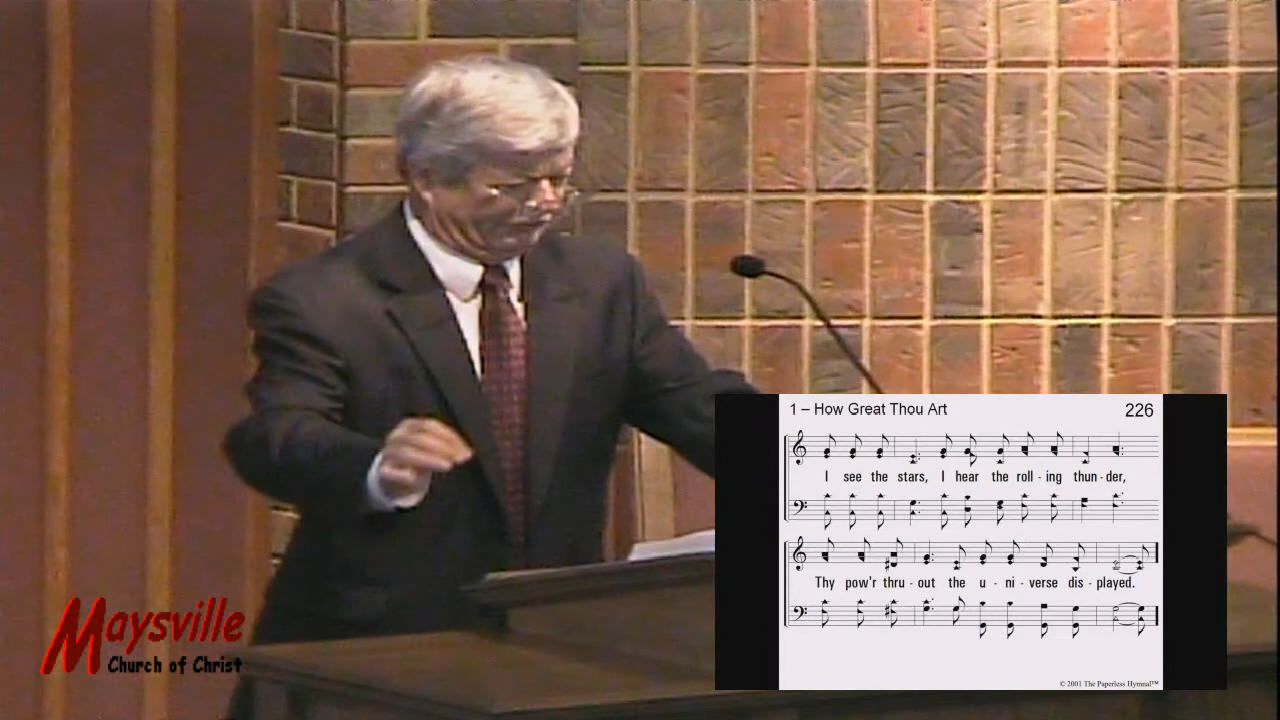 1 – How Great Thou Art
226
I see the stars, I hear the roll - ing thun - der,
Thy pow'r thru - out the u - ni - verse dis - played.
© 2001 The Paperless Hymnal™
Maysville
Church of Christ